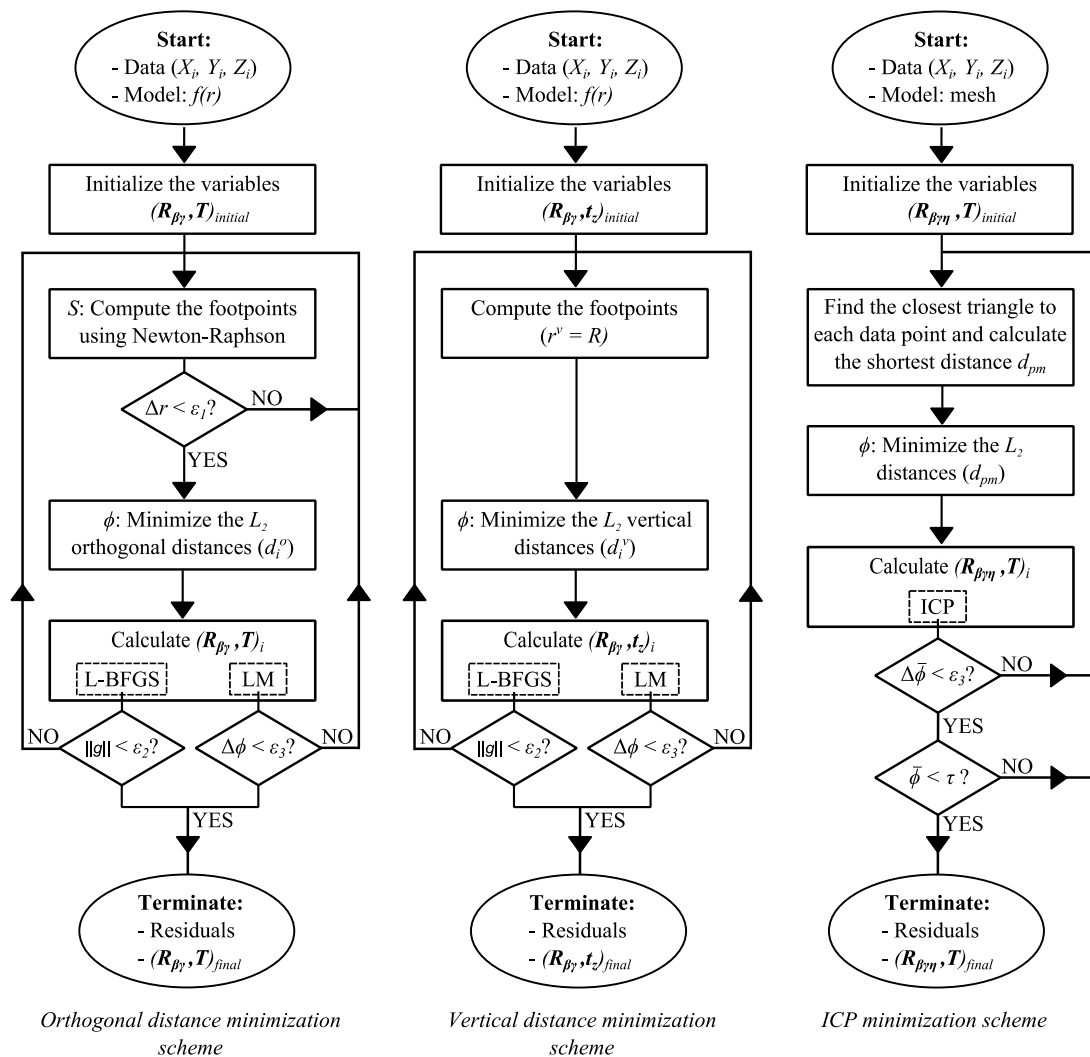 Start:
- Data (Xi, Yi, Zi)
- Model: f(r)
Initialize the variables
(Rβγ, T)initial
S: Compute the footpoints
using Newton-Raphson
Δr < ε1?
NO
YES
ϕ: Minimize the L2
orthogonal distances (di^o)
Calculate (Rβγ, T)i
L-BFGS
LM
NO
||g|| < ε2?
Δϕ < ε3?
NO
YES
Terminate:
- Residuals
- (Rβγ, T)final
Orthogonal distance minimization
scheme
Start:
- Data (Xi, Yi, Zi)
- Model: f(r)
Initialize the variables
(Rβγ, tz)initial
Compute the footpoints
(r^v = R)
ϕ: Minimize the L2 vertical
distances (di^v)
Calculate (Rβγ, tz)i
L-BFGS
LM
NO
||g|| < ε2?
Δϕ < ε3?
NO
YES
Terminate:
- Residuals
- (Rβγ, tz)final
Vertical distance minimization
scheme
Start:
- Data (Xi, Yi, Zi)
- Model: mesh
Initialize the variables
(Rβγη, T)initial
Find the closest triangle to
each data point and calculate
the shortest distance dpm
ϕ: Minimize the L2
distances (dpm)
Calculate (Rβγη, T)i
ICP
Δϕ̄ < ε3?
NO
YES
ϕ̄ < τ ?
NO
YES
Terminate:
- Residuals
- (Rβγη, T)final
ICP minimization scheme